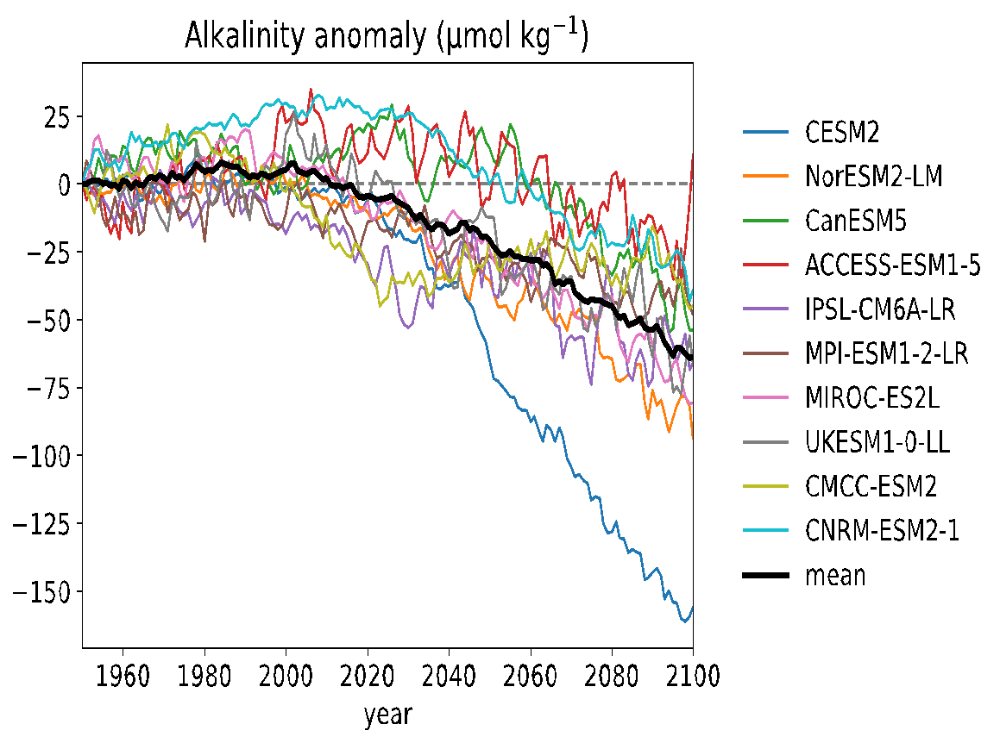 Alkalinity anomaly (μmol kg⁻¹)
25
0
−25
−50
−75
−100
−125
−150
1960 1980 2000 2020 2040 2060 2080 2100
year
CESM2
NorESM2-LM
CanESM5
ACCESS-ESM1-5
IPSL-CM6A-LR
MPI-ESM1-2-LR
MIROC-ES2L
UKESM1-0-LL
CMCC-ESM2
CNRM-ESM2-1
mean